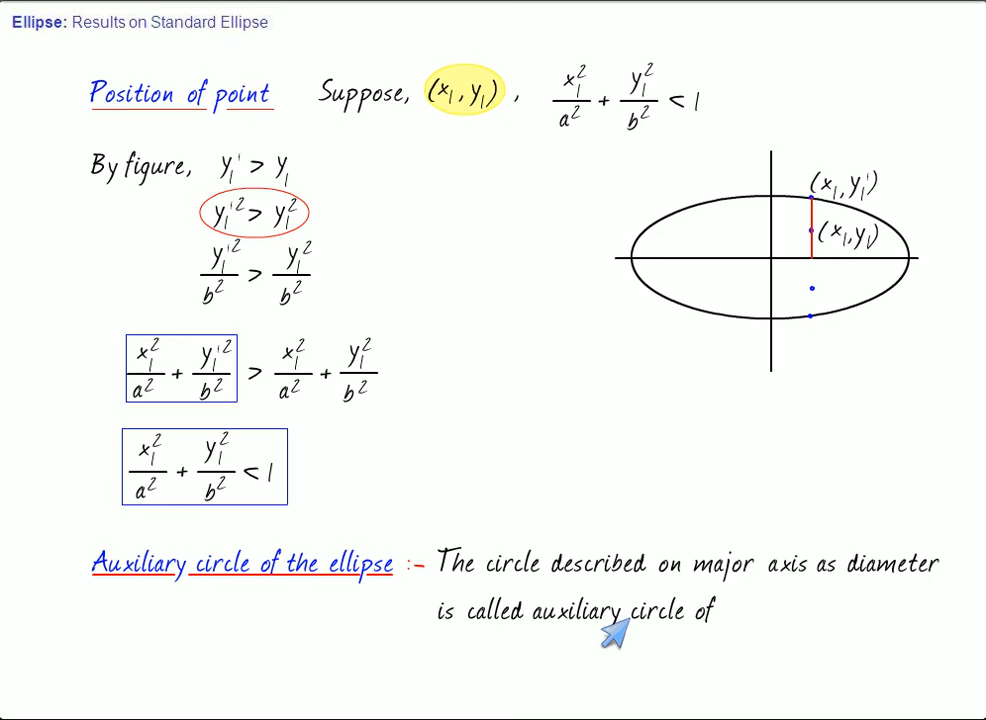 Ellipse: Results on Standard Ellipse
Position of point Suppose, (x₁, y₁), x₁²/a² + y₁²/b² < 1
By figure, y₁' > y₁
y₁'² > y₁²
y₁'²/b² > y₁²/b²
x₁²/a² + y₁'²/b² > x₁²/a² + y₁²/b²
x₁²/a² + y₁²/b² < 1
(x₁, y₁')
(x₁, y₁)
Auxiliary circle of the ellipse :- The circle described on major axis as diameter
is called auxiliary circle of